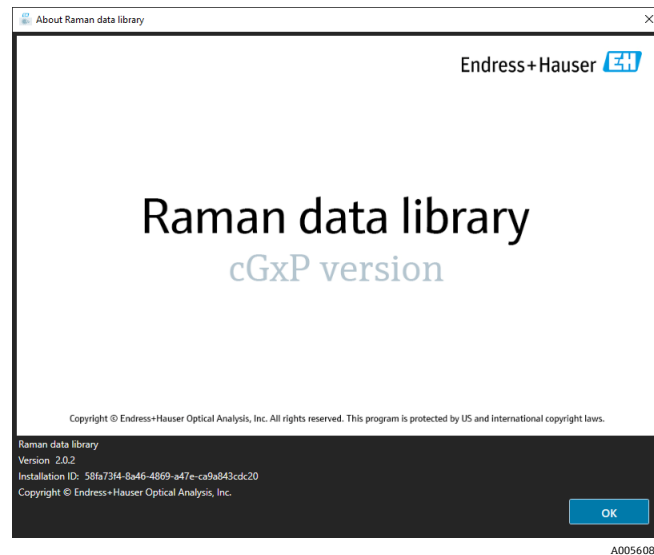 About Raman data library
Endress+Hauser EH
Raman data library
cGxP version
Copyright © Endress+Hauser Optical Analysis, Inc. All rights reserved. This program is protected by US and international copyright laws.
Raman data library
Version 2.0.2
Installation ID: 58fa73f4-8a46-4869-a47e-ca9a843cdc20
Copyright © Endress+Hauser Optical Analysis, Inc.
OK
A005608